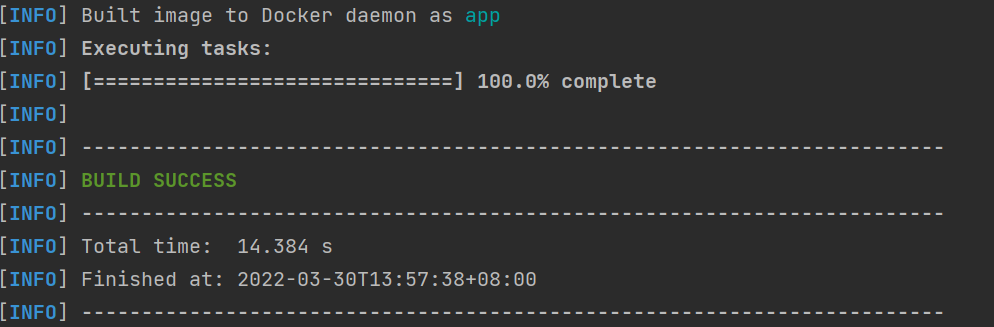 [INFO] Built image to Docker daemon as app
[INFO] Executing tasks:
[INFO] [==============================] 100.0% complete
[INFO]
[INFO] ------------------------------------------------------------------------
[INFO] BUILD SUCCESS
[INFO] ------------------------------------------------------------------------
[INFO] Total time:  14.384 s
[INFO] Finished at: 2022-03-30T13:57:38+08:00
[INFO] ------------------------------------------------------------------------